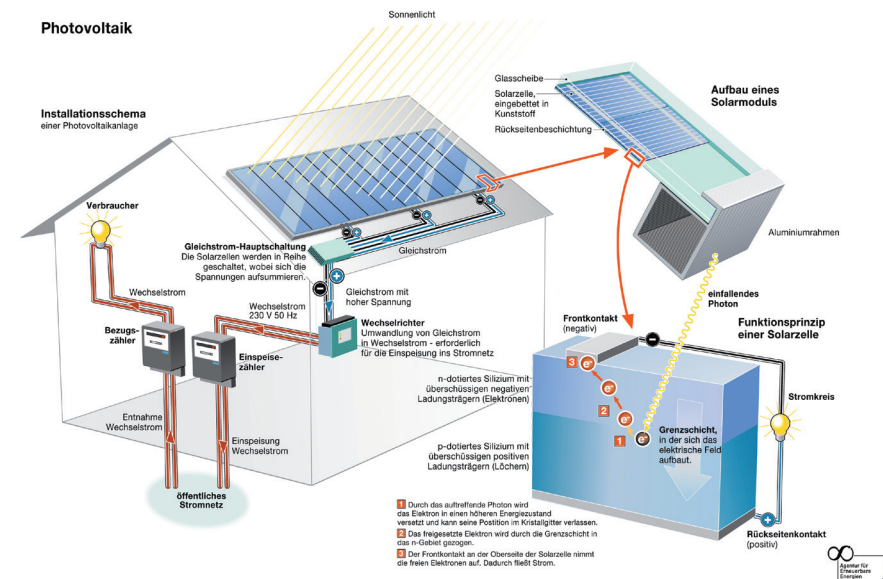 Photovoltaik
Sonnenlicht
Installationsschema
einer Photovoltaikanlage
Glasscheibe
Solarzelle,
eingebettet in
Kunststoff
Rückseitenbeschichtung
Aufbau eines
Solarmoduls
Aluminiumrahmen
Verbraucher
Gleichstrom-Hauptschaltung
Die Solarzellen werden in Reihe
geschaltet, wobei sich die
Spannungen aufsummieren.
Gleichstrom
Gleichstrom mit
hoher Spannung
Wechselstrom
Wechselstrom
230 V 50 Hz
Wechselrichter
Umwandlung von Gleichstrom
in Wechselstrom - erforderlich
für die Einspeisung ins Stromnetz
Bezugs-
zähler
Einspeise-
zähler
Entnahme
Wechselstrom
Einspeisung
Wechselstrom
öffentliches
Stromnetz
einfallendes
Photon
Funktionsprinzip
einer Solarzelle
Frontkontakt
(negativ)
n-dotiertes Silizium mit
überschüssigen negativen
Ladungsträgern (Elektronen)
p-dotiertes Silizium mit
überschüssigen positiven
Ladungsträgern (Löchern)
3 e-
e-
2 e-
1 e-
Grenzschicht,
in der sich das
elektrische Feld
aufbaut.
Stromkreis
Rückseitenkontakt
(positiv)
1 Durch das auftreffende Photon wird
das Elektron in einen höheren Energiezustand
versetzt und kann seine Position im Kristallgitter verlassen.
2 Das freigesetzte Elektron wird durch die Grenzschicht in
das n-Gebiet gezogen.
3 Der Frontkontakt an der Oberseite der Solarzelle nimmt
die freien Elektronen auf. Dadurch fließt Strom.
Agentur für
Erneuerbare
Energien